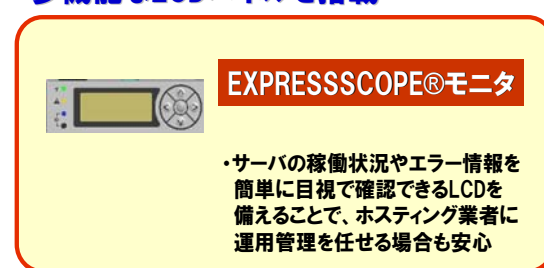 EXPRESSSCOPE®モニタ
・サーバの稼働状況やエラー情報を
簡単に目視で確認できるLCDを
備えることで、ホスティング業者に
運用管理を任せる場合も安心